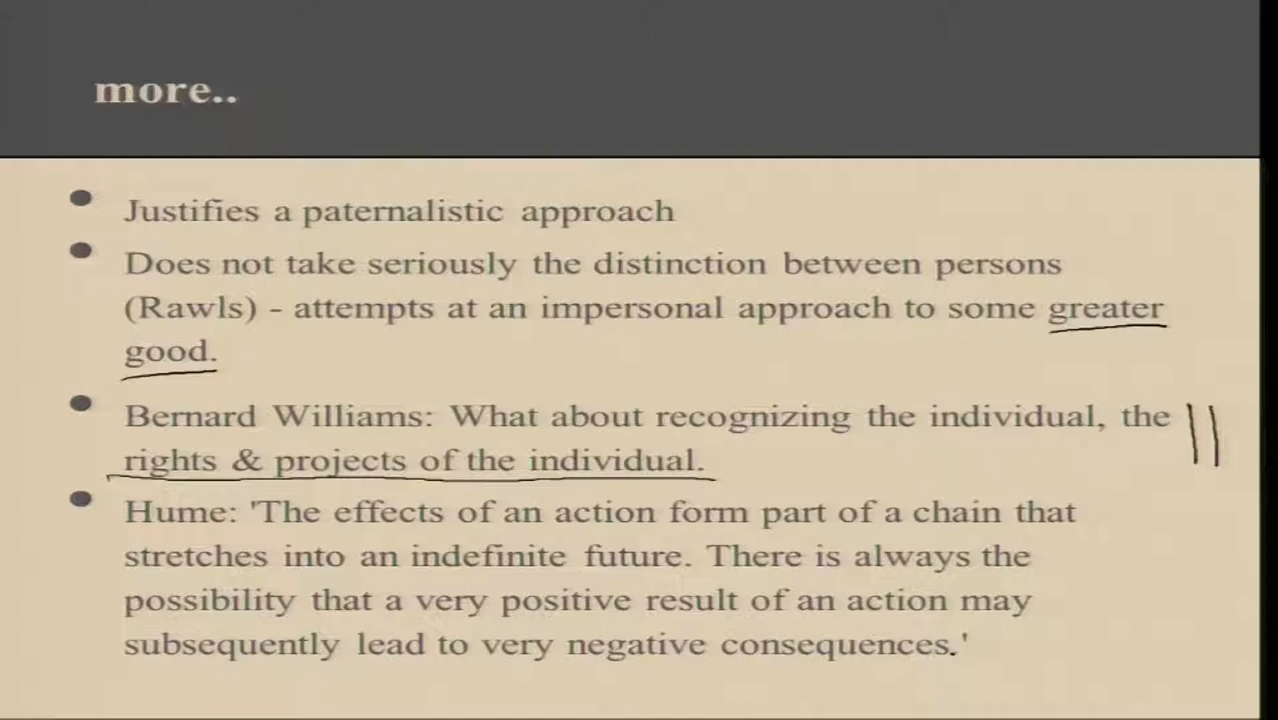 more..
Justifies a paternalistic approach
Does not take seriously the distinction between persons
(Rawls) - attempts at an impersonal approach to some greater
good.
Bernard Williams: What about recognizing the individual, the
rights & projects of the individual.
Hume: 'The effects of an action form part of a chain that
stretches into an indefinite future. There is always the
possibility that a very positive result of an action may
subsequently lead to very negative consequences.'